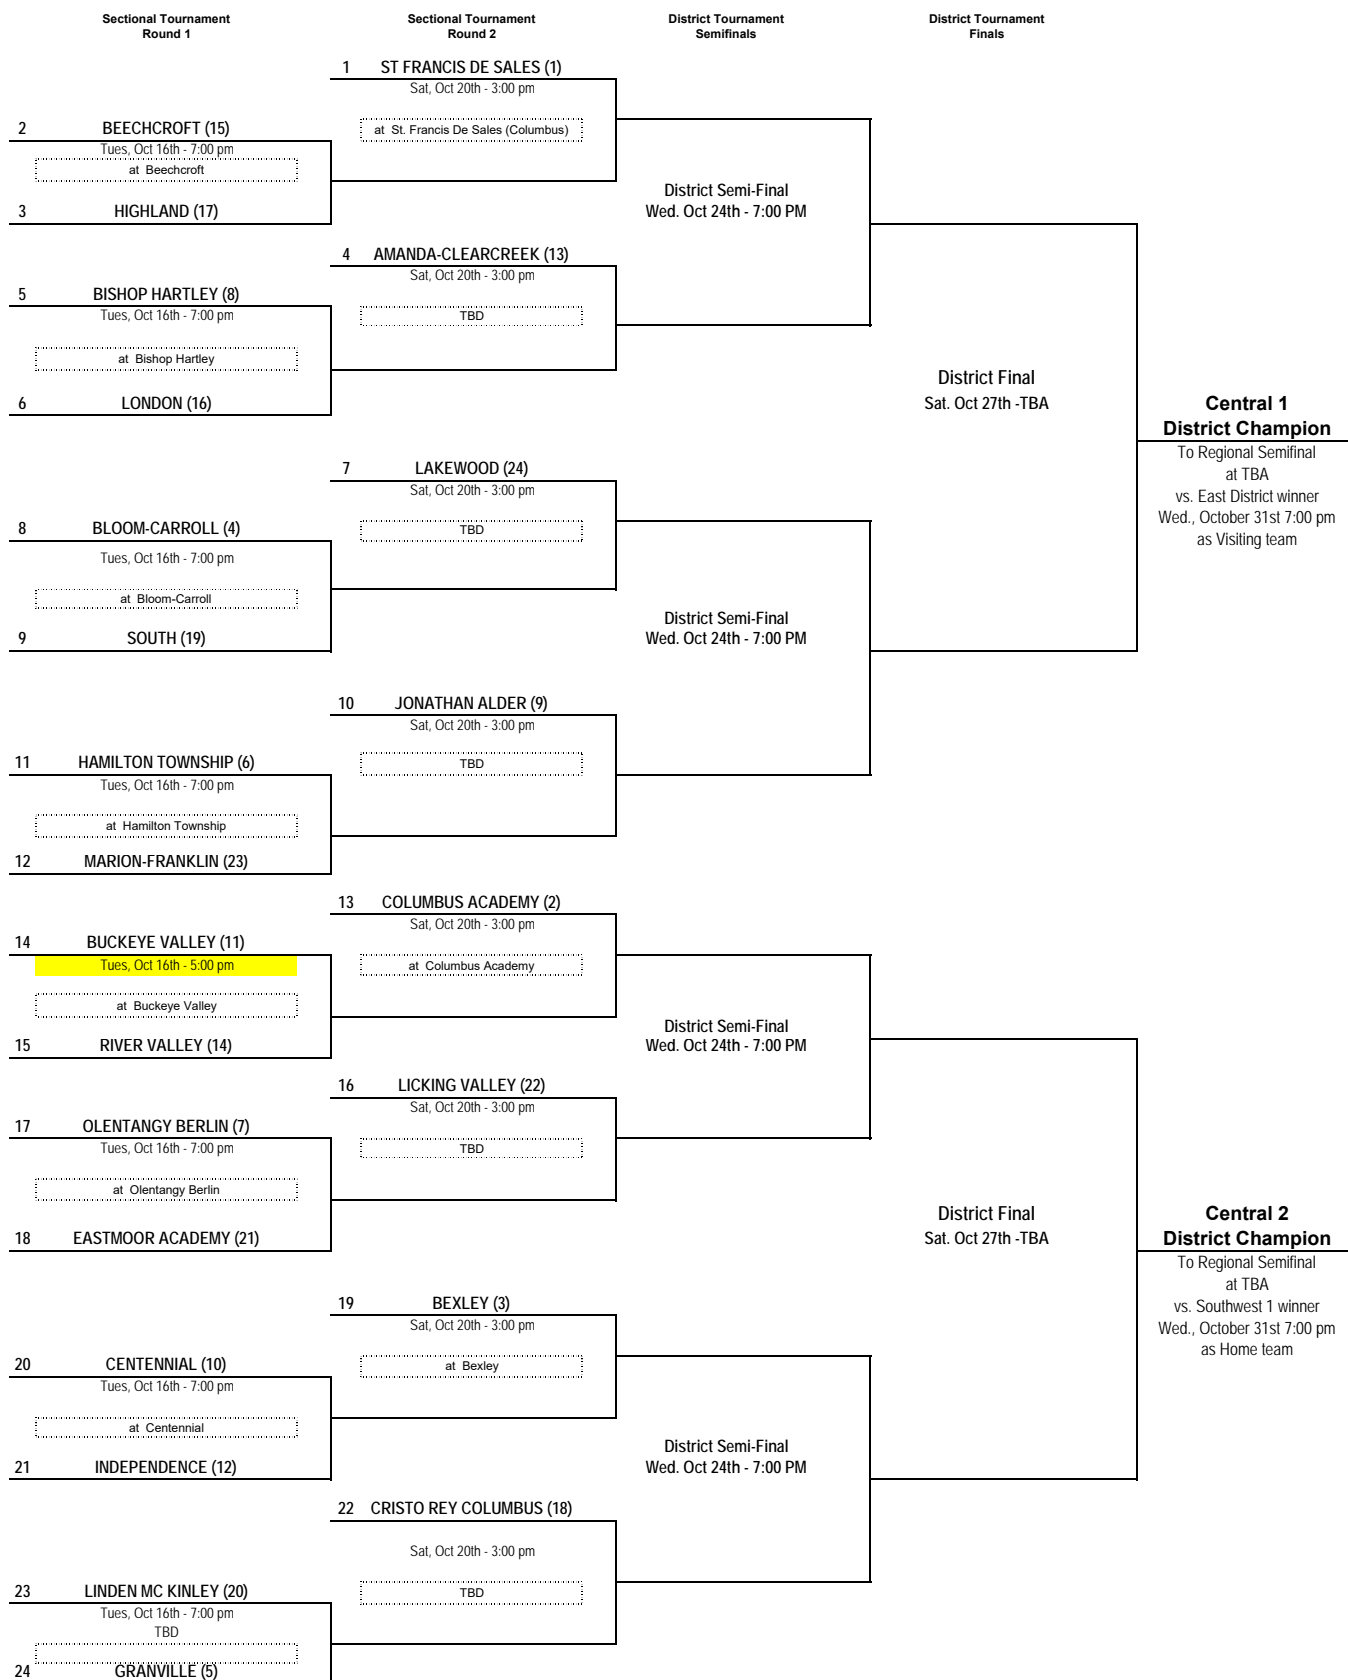 Sectional Tournament
Round 1
Sectional Tournament
Round 2
District Tournament
Semifinals
District Tournament
Finals
1 ST FRANCIS DE SALES (1)
Sat, Oct 20th - 3:00 pm
at St. Francis De Sales (Columbus)
2 BEECHCROFT (15)
Tues, Oct 16th - 7:00 pm
at Beechcroft
3 HIGHLAND (17)
District Semi-Final
Wed. Oct 24th - 7:00 PM
4 AMANDA-CLEARCREEK (13)
Sat, Oct 20th - 3:00 pm
TBD
5 BISHOP HARTLEY (8)
Tues, Oct 16th - 7:00 pm
at Bishop Hartley
6 LONDON (16)
District Final
Sat. Oct 27th -TBA
Central 1
District Champion
To Regional Semifinal
at TBA
vs. East District winner
Wed., October 31st 7:00 pm
as Visiting team
7 LAKEWOOD (24)
Sat, Oct 20th - 3:00 pm
TBD
8 BLOOM-CARROLL (4)
Tues, Oct 16th - 7:00 pm
at Bloom-Carroll
9 SOUTH (19)
District Semi-Final
Wed. Oct 24th - 7:00 PM
10 JONATHAN ALDER (9)
Sat, Oct 20th - 3:00 pm
TBD
11 HAMILTON TOWNSHIP (6)
Tues, Oct 16th - 7:00 pm
at Hamilton Township
12 MARION-FRANKLIN (23)
13 COLUMBUS ACADEMY (2)
Sat, Oct 20th - 3:00 pm
at Columbus Academy
14 BUCKEYE VALLEY (11)
Tues, Oct 16th - 5:00 pm
at Buckeye Valley
15 RIVER VALLEY (14)
District Semi-Final
Wed. Oct 24th - 7:00 PM
16 LICKING VALLEY (22)
Sat, Oct 20th - 3:00 pm
TBD
17 OLENTANGY BERLIN (7)
Tues, Oct 16th - 7:00 pm
at Olentangy Berlin
18 EASTMOOR ACADEMY (21)
District Final
Sat. Oct 27th -TBA
Central 2
District Champion
To Regional Semifinal
at TBA
vs. Southwest 1 winner
Wed., October 31st 7:00 pm
as Home team
19 BEXLEY (3)
Sat, Oct 20th - 3:00 pm
at Bexley
20 CENTENNIAL (10)
Tues, Oct 16th - 7:00 pm
at Centennial
21 INDEPENDENCE (12)
District Semi-Final
Wed. Oct 24th - 7:00 PM
22 CRISTO REY COLUMBUS (18)
Sat, Oct 20th - 3:00 pm
TBD
23 LINDEN MC KINLEY (20)
Tues, Oct 16th - 7:00 pm
TBD
24 GRANVILLE (5)